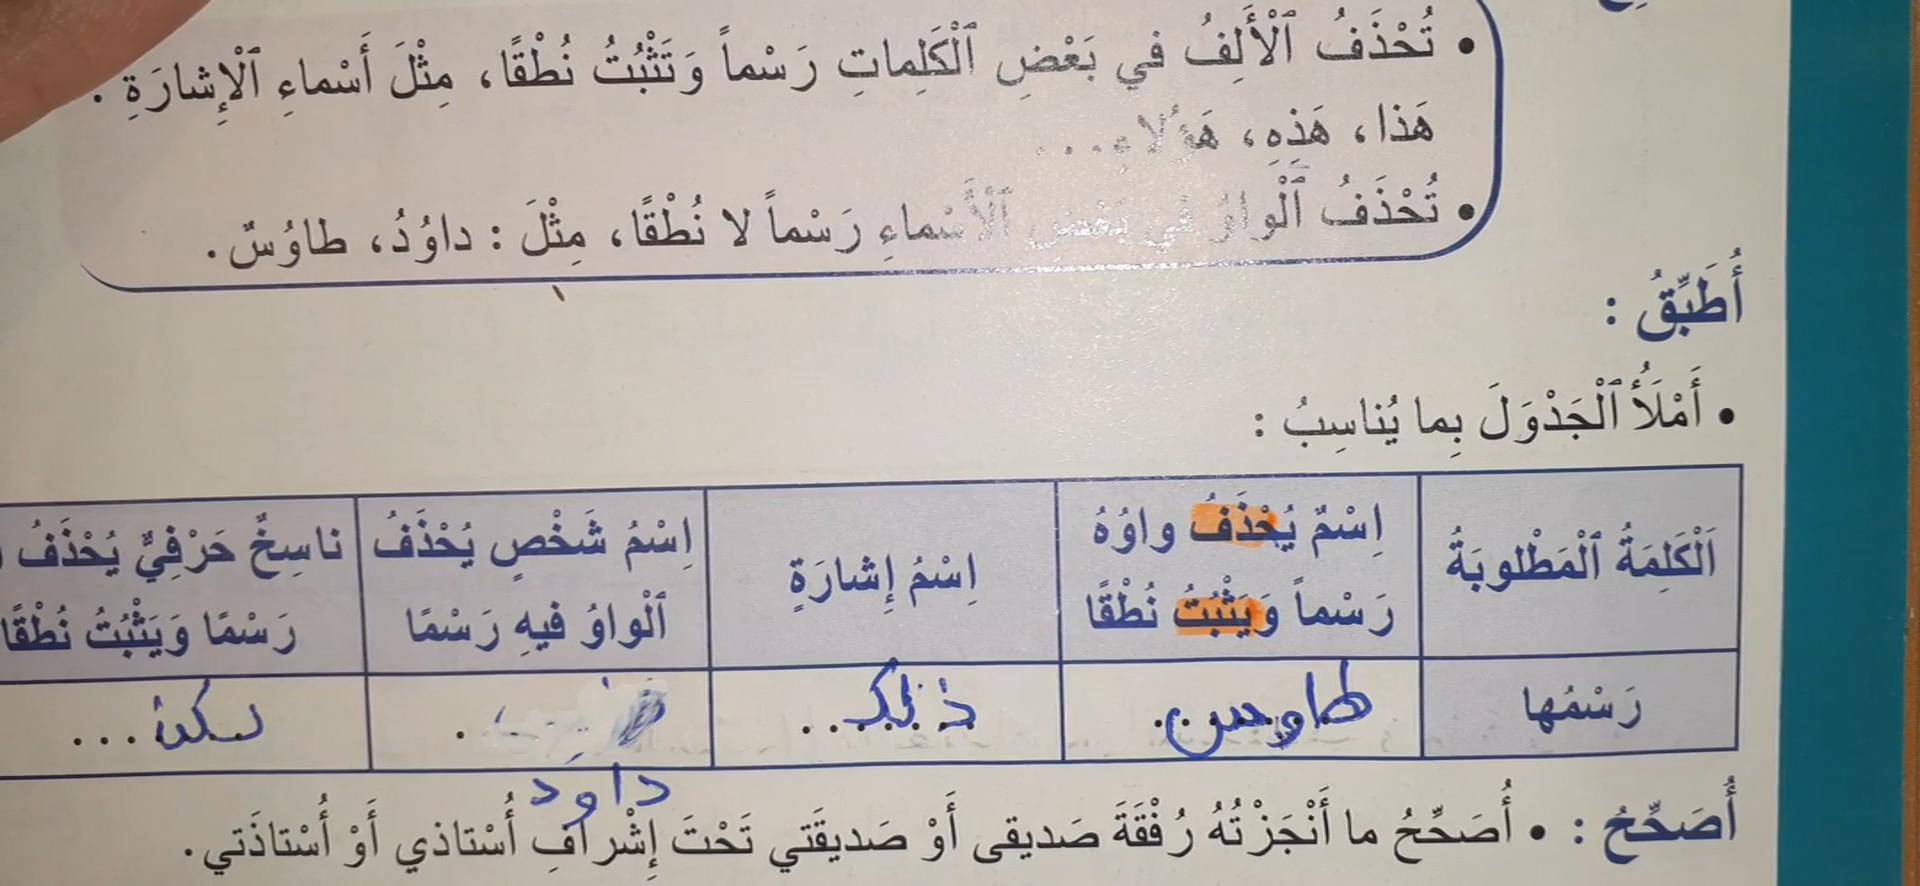 • تُحْذَفُ ٱلْأَلِفُ في بَعْضِ ٱلْكَلِماتِ رَسْماً وَتَثْبُتُ نُطْقًا، مِثْلَ أَسْماءِ ٱلْإِشارَةِ :
هَذا، هَذِهِ، هَؤُلاءِ...
• تُحْذَفُ ٱلْواوُ في بَعْضِ ٱلْأَسْماءِ رَسْماً لا نُطْقًا، مِثْلَ : داوُدُ، طاوُسٌ.
أُطَبِّقُ :
• أَمْلَأُ ٱلْجَدْوَلَ بِما يُناسِبُ :
اَلْكَلِمَةُ ٱلْمَطْلوبَةُ
اِسْمٌ يُحْذَفُ واوُهُ
رَسْماً وَيَثْبُتُ نُطْقًا
اِسْمُ إِشارَةٍ
اِسْمُ شَخْصٍ يُحْذَفُ
ٱلْواوُ فيهِ رَسْمًا
ناسِخٌ حَرْفِيٌّ يُحْذَفُ
رَسْمًا وَيَثْبُتُ نُطْقًا
رَسْمُها
طاوس
ذلك
داود
لكن
أُصَحِّحُ : • أُصَحِّحُ ما أَنْجَزْتُهُ رُفْقَةَ صَديقى أَوْ صَديقَتي تَحْتَ إِشْرافِ أُسْتاذي أَوْ أُسْتاذَتي.